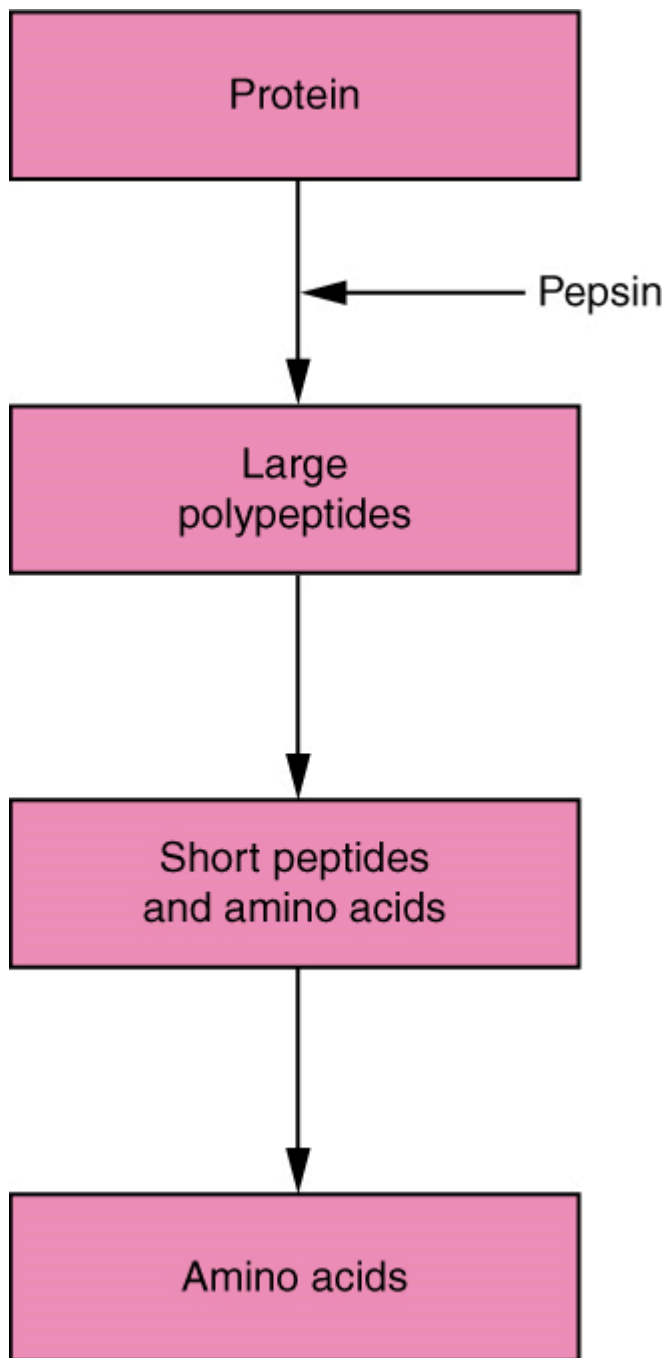 Protein
Pepsin
Large
polypeptides
Short peptides
and amino acids
Amino acids